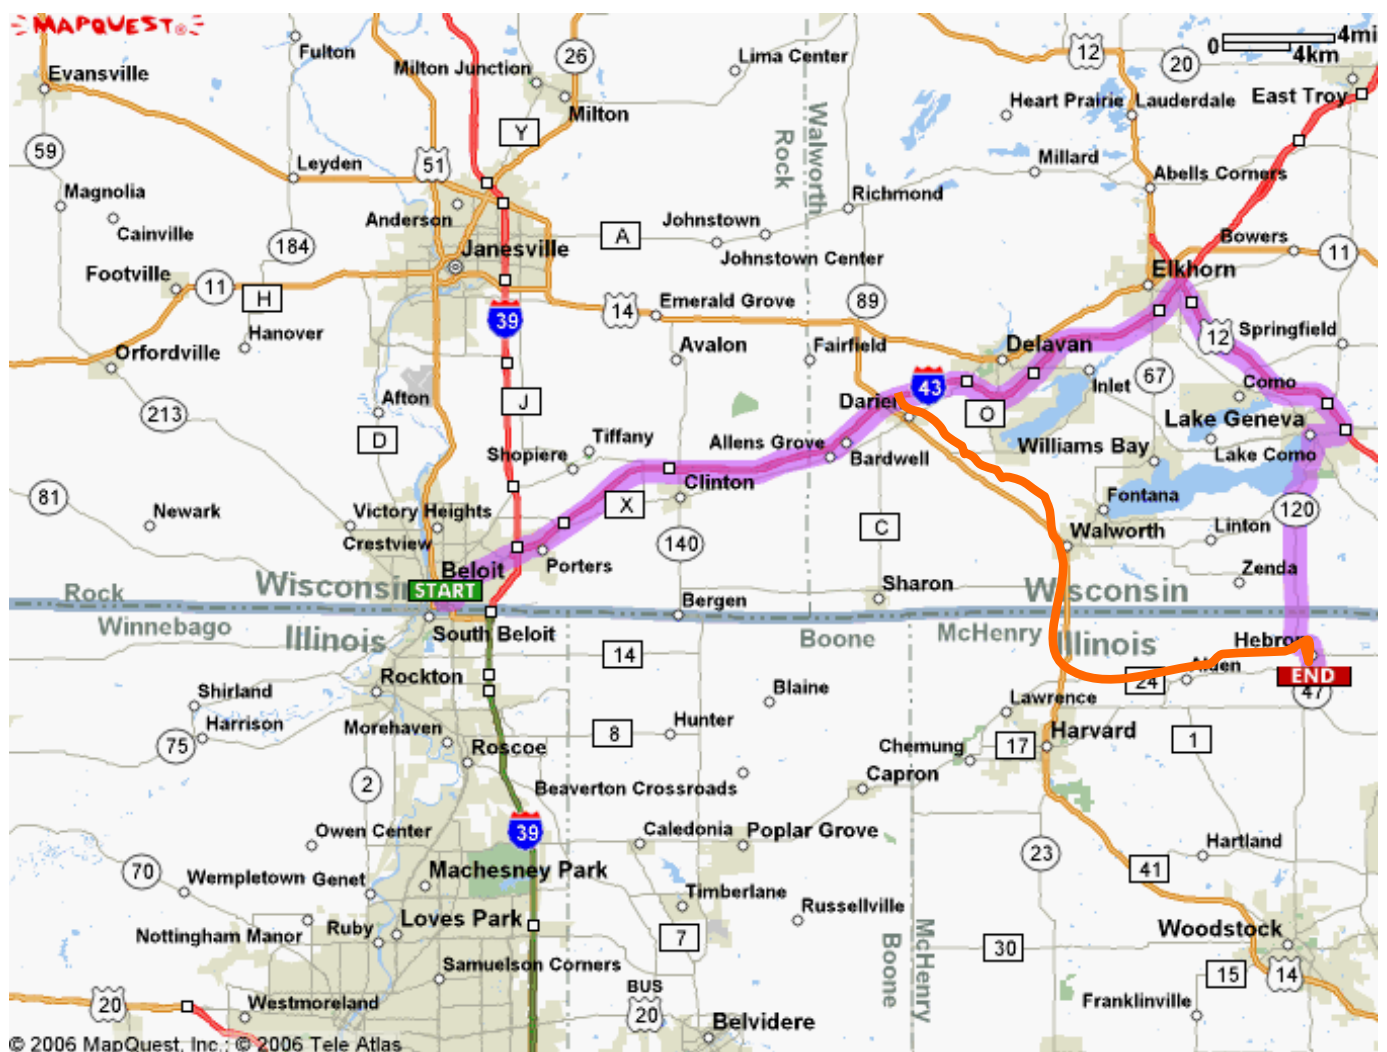 MAPQUEST®
0 4mi
4km
Fulton
Evansville
Milton Junction
26
Lima Center
12
20
East Troy
Milton
Heart Prairie
Lauderdale
59
Y
Walworth
Rock
Leyden
51
Millard
Abells Corners
Magnolia
Cainville
Anderson
Richmond
Johnstown
A
184
Janesville
Johnstown Center
Bowers
11
Footville
11
H
Elkhorn
89
Emerald Grove
14
39
Hanover
12
Springfield
Orfordville
Avalon
Fairfield
Delavan
Inlet
67
Como
43
Afton
J
Darien
O
213
D
Lake Geneva
Tiffany
Allens Grove
Williams Bay
Lake Como
Shopiere
Bardwell
Clinton
81
X
Fontana
Newark
Victory Heights
120
C
Walworth
Linton
Crestview
140
Porters
Beloit
Zenda
Wisconsin
START
Sharon
Wisconsin
Rock
Bergen
Winnebago
Illinois
South Beloit
Boone
McHenry
Illinois
Hebron
14
Alden
END
Rockton
24
47
Shirland
Blaine
Lawrence
Harrison
Morehaven
8
Hunter
75
Roscoe
Chemung
17
Harvard
1
Capron
2
Beaverton Crossroads
39
Owen Center
Caledonia
Poplar Grove
Hartland
23
70
Machesney Park
41
Wempletown
Genet
Timberlane
Loves Park
Russellville
Nottingham Manor
Ruby
7
McHenry
Boone
30
Woodstock
Samuelson Corners
15
14
BUS
20
Westmoreland
20
Franklinville
Belvidere
© 2006 MapQuest, Inc.; © 2006 Tele Atlas